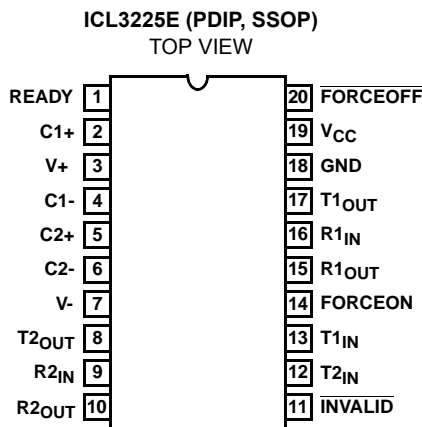 ICL3225E (PDIP, SSOP)
TOP VIEW
READY 1 20 FORCEOFF
C1+ 2 19 VCC
V+ 3 18 GND
C1- 4 17 T1OUT
C2+ 5 16 R1IN
C2- 6 15 R1OUT
V- 7 14 FORCEON
T2OUT 8 13 T1IN
R2IN 9 12 T2IN
R2OUT 10 11 INVALID